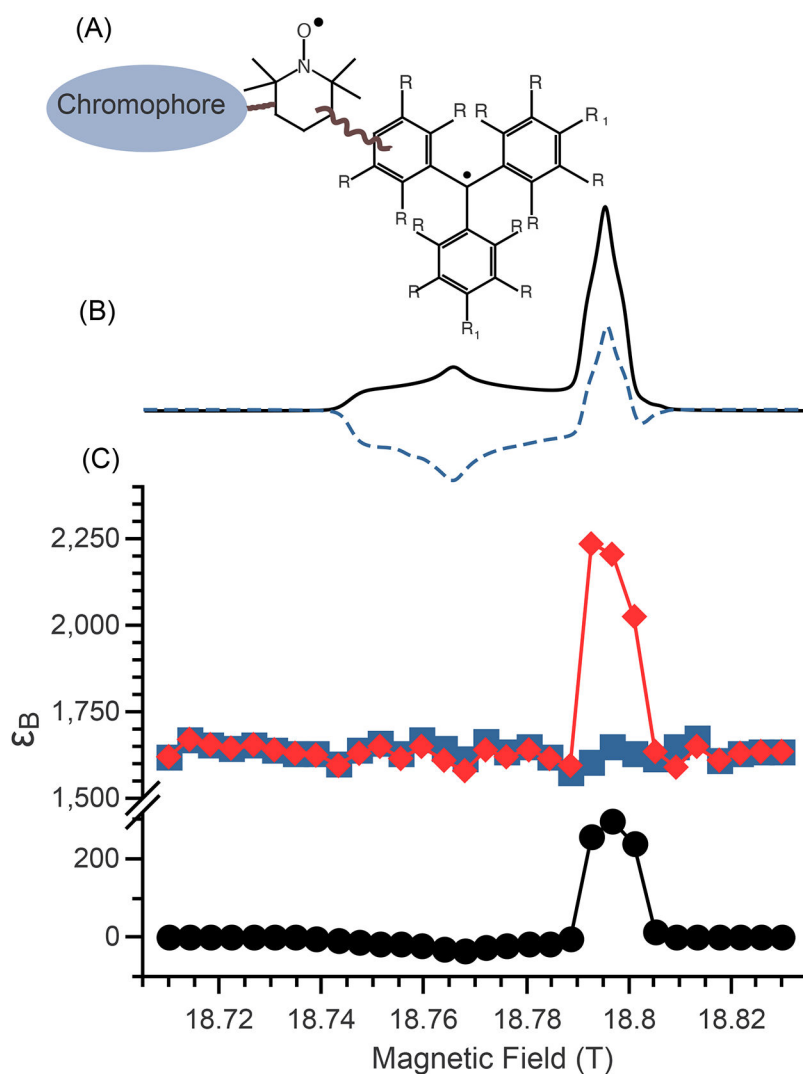 (A)
O•
N
Chromophore
R
R
R
R
R₁
R
R
R
R
R
R
R
R
R₁
(B)
(C)
εB
2,250
2,000
1,750
1,500
200
0
18.72
18.74
18.76
18.78
18.8
18.82
Magnetic Field (T)